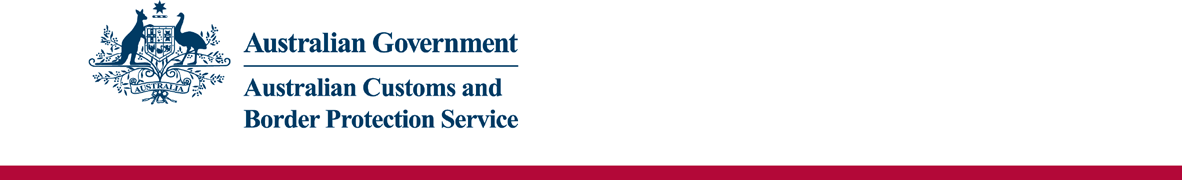 Australian Government
Australian Customs and
Border Protection Service
AUSTRALIA